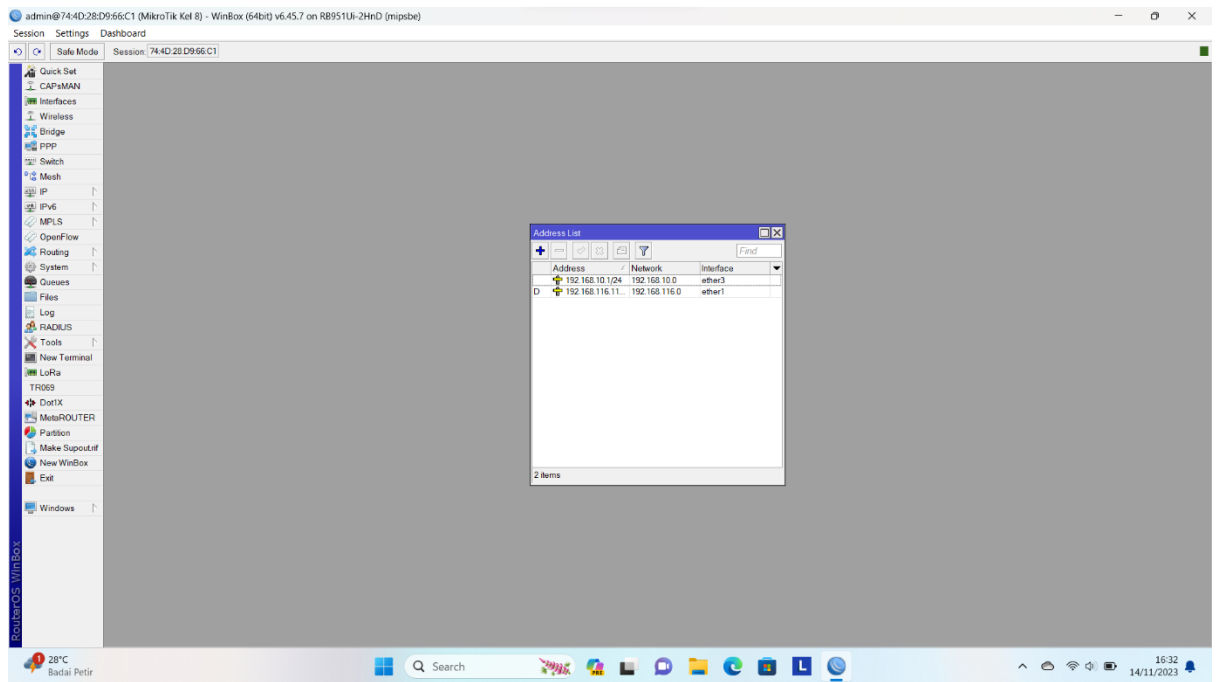 admin@74:4D:28:D9:66:C1 (MikroTik Kel 8) - WinBox (64bit) v6.45.7 on RB951Ui-2HnD (mipsbe)
Session Settings Dashboard
Safe Mode Session: 74:4D:28:D9:66:C1
Quick Set
CAPsMAN
Interfaces
Wireless
Bridge
PPP
Switch
Mesh
IP
IPv6
MPLS
OpenFlow
Routing
System
Queues
Files
Log
RADIUS
Tools
New Terminal
LoRa
TR069
Dot1X
MetaROUTER
Partition
Make Supout.rif
New WinBox
Exit
Windows
RouterOS WinBox
Address List
Find
Address Network Interface
192.168.10.1/24 192.168.10.0 ether3
D 192.168.116.11... 192.168.116.0 ether1
2 items
1
28°C
Badai Petir
Search
PRE
L
16:32
14/11/2023